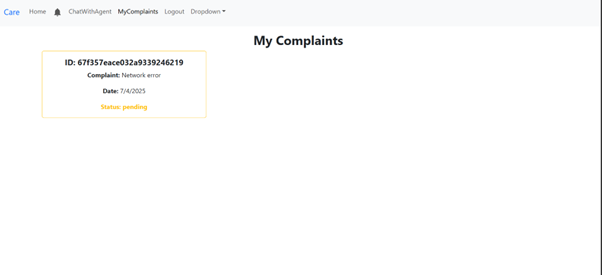 Care Home ChatWithAgent MyComplaints Logout Dropdown
My Complaints
ID: 67f357eace032a9339246219
Complaint: Network error
Date: 7/4/2025
Status: pending